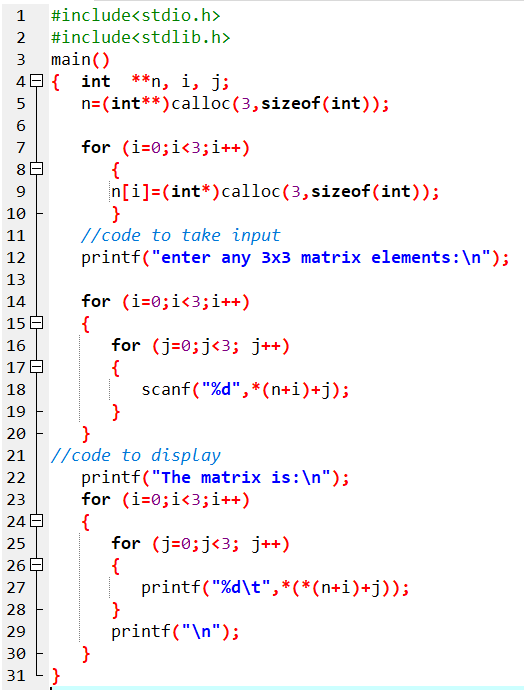 1 #include<stdio.h>
2 #include<stdlib.h>
3 main()
4 { int **n, i, j;
5 n=(int**)calloc(3,sizeof(int));
6
7 for (i=0;i<3;i++)
8 {
9 n[i]=(int*)calloc(3,sizeof(int));
10 }
11 //code to take input
12 printf("enter any 3x3 matrix elements:\n");
13
14 for (i=0;i<3;i++)
15 {
16 for (j=0;j<3; j++)
17 {
18 scanf("%d",*(n+i)+j);
19 }
20 }
21 //code to display
22 printf("The matrix is:\n");
23 for (i=0;i<3;i++)
24 {
25 for (j=0;j<3; j++)
26 {
27 printf("%d\t",*(*(n+i)+j));
28 }
29 printf("\n");
30 }
31 }